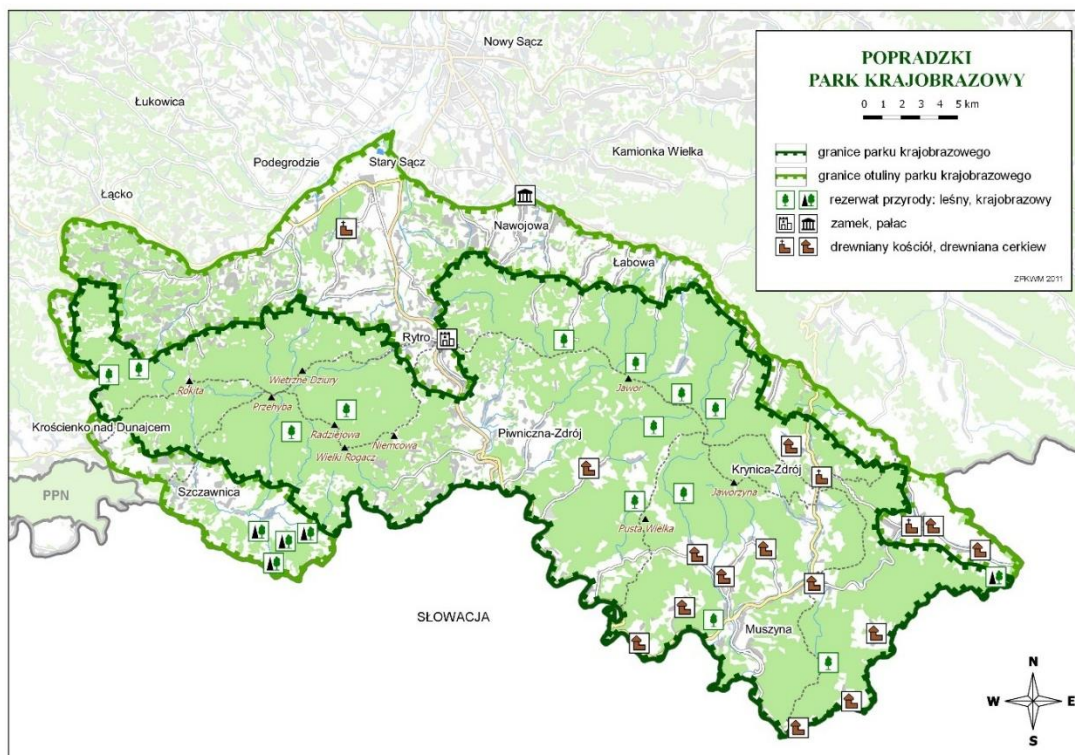 POPRADZKI
PARK KRAJOBRAZOWY
0 1 2 3 4 5 km
granice parku krajobrazowego
granice otuliny parku krajobrazowego
rezerwat przyrody: leśny, krajobrazowy
zamek, pałac
drewniany kościół, drewniana cerkiew
ZPKWM 2011
Nowy Sącz
Łukowica
Podegrodzie
Stary Sącz
Kamionka Wielka
Łącko
Nawojowa
Łabowa
Rytro
Wietrzne Dziury
Rokita
Przehyba
Jawor
Krościenko nad Dunajcem
Radziejowa
Niemcowa
Wielki Rogacz
Piwniczna-Zdrój
Krynica-Zdrój
Jaworzyna
PPN
Szczawnica
Pusta Wielka
SŁOWACJA
Muszyna
N
W E
S